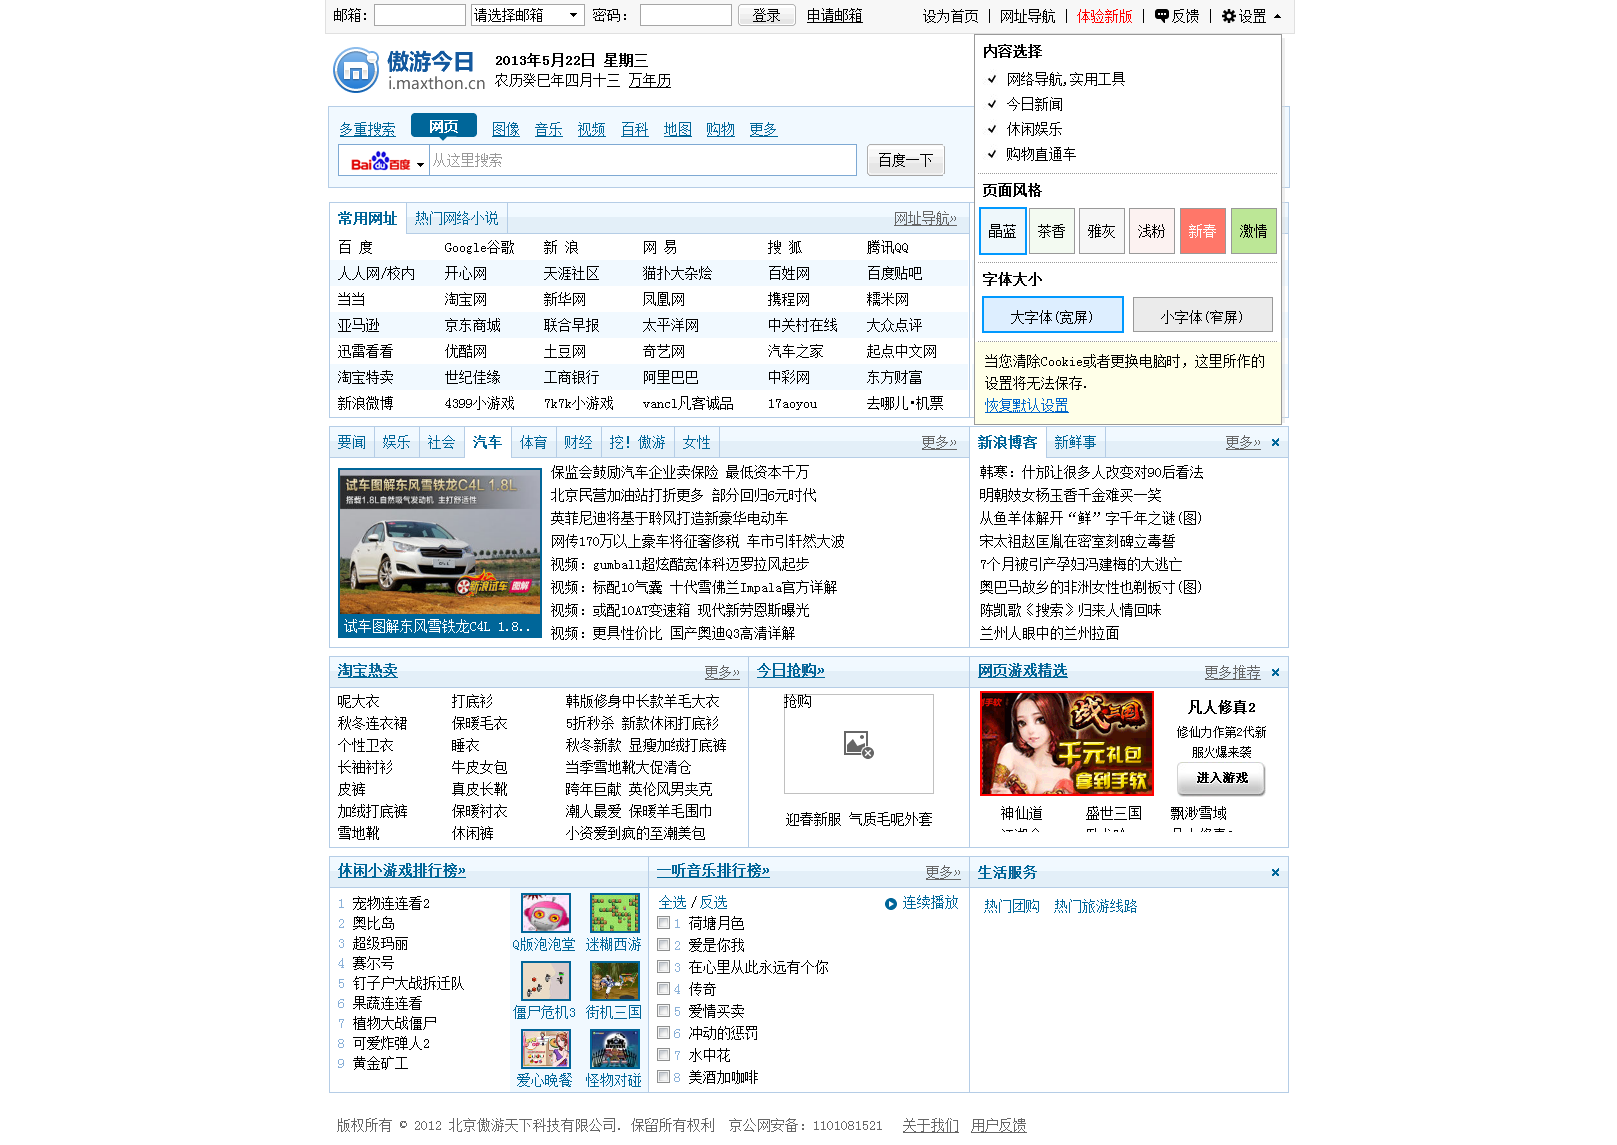 邮箱: 请选择邮箱 密码: 登录 申请邮箱 设为首页 | 网址导航 | 体验新版 | 反馈 | 设置
傲游今日
i.maxthon.cn
2013年5月22日 星期三
农历癸巳年四月十三 万年历
内容选择
网络导航,实用工具
今日新闻
休闲娱乐
购物直通车
页面风格
晶蓝 茶香 雅灰 浅粉 新春 激情
字体大小
大字体(宽屏) 小字体(窄屏)
当您清除Cookie或者更换电脑时，这里所作的
设置将无法保存.
恢复默认设置
多重搜索 网页 图像 音乐 视频 百科 地图 购物 更多
Bai百度 从这里搜索 百度一下
常用网址 热门网络小说 网址导航»
百 度 Google谷歌 新 浪 网 易 搜 狐 腾讯QQ
人人网/校内 开心网 天涯社区 猫扑大杂烩 百姓网 百度贴吧
当当 淘宝网 新华网 凤凰网 携程网 糯米网
亚马逊 京东商城 联合早报 太平洋网 中关村在线 大众点评
迅雷看看 优酷网 土豆网 奇艺网 汽车之家 起点中文网
淘宝特卖 世纪佳缘 工商银行 阿里巴巴 中彩网 东方财富
新浪微博 4399小游戏 7k7k小游戏 vancl凡客诚品 17aoyou 去哪儿•机票
要闻 娱乐 社会 汽车 体育 财经 挖！傲游 女性 更多»
试车图解东风雪铁龙C4L 1.8L
搭载1.8L自然吸气发动机 主打舒适性
新浪试车 图解
试车图解东风雪铁龙C4L 1.8..
保监会鼓励汽车企业卖保险 最低资本千万
北京民营加油站打折更多 部分回归6元时代
英菲尼迪将基于聆风打造新豪华电动车
网传170万以上豪车将征奢侈税 车市引轩然大波
视频：gumball超炫酷宽体科迈罗拉风起步
视频：标配10气囊 十代雪佛兰Impala官方详解
视频：或配10AT变速箱 现代新劳恩斯曝光
视频：更具性价比 国产奥迪Q3高清详解
新浪博客 新鲜事 更多» ×
韩寒：什邡让很多人改变对90后看法
明朝妓女杨玉香千金难买一笑
从鱼羊体解开“鲜”字千年之谜(图)
宋太祖赵匡胤在密室刻碑立毒誓
7个月被引产孕妇冯建梅的大逃亡
奥巴马故乡的非洲女性也剃板寸(图)
陈凯歌《搜索》归来人情回味
兰州人眼中的兰州拉面
淘宝热卖 更多»
呢大衣 打底衫 韩版修身中长款羊毛大衣
秋冬连衣裙 保暖毛衣 5折秒杀 新款休闲打底衫
个性卫衣 睡衣 秋冬新款 显瘦加绒打底裤
长袖衬衫 牛皮女包 当季雪地靴大促清仓
皮裤 真皮长靴 跨年巨献 英伦风男夹克
加绒打底裤 保暖衬衣 潮人最爱 保暖羊毛围巾
雪地靴 休闲裤 小资爱到疯的至潮美包
今日抢购»
抢购
迎春新服 气质毛呢外套
网页游戏精选 更多推荐 ×
战三国
千元礼包
拿到手软
凡人修真2
修仙力作第2代新
服火爆来袭
进入游戏
神仙道 盛世三国 飘渺雪域
休闲小游戏排行榜»
1 宠物连连看2
2 奥比岛
3 超级玛丽
4 赛尔号
5 钉子户大战拆迁队
6 果蔬连连看
7 植物大战僵尸
8 可爱炸弹人2
9 黄金矿工
Q版泡泡堂 迷糊西游
僵尸危机3 街机三国
爱心晚餐 怪物对碰
一听音乐排行榜» 更多»
全选/反选 连续播放
1 荷塘月色
2 爱是你我
3 在心里从此永远有个你
4 传奇
5 爱情买卖
6 冲动的惩罚
7 水中花
8 美酒加咖啡
生活服务 ×
热门团购 热门旅游线路
版权所有 © 2012 北京傲游天下科技有限公司. 保留所有权利 京公网安备：1101081521 关于我们 用户反馈